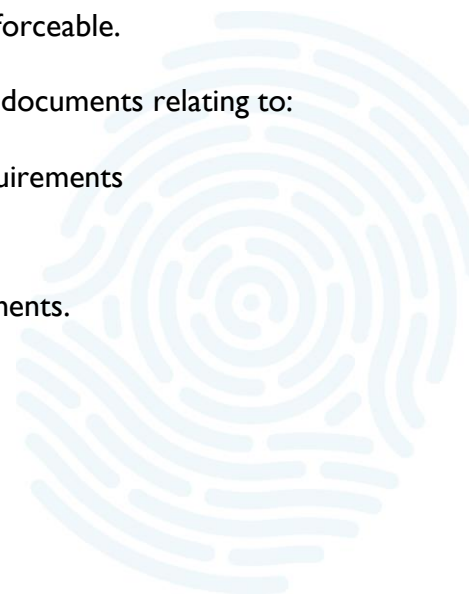 forceable.
documents relating to:
uirements
nents.